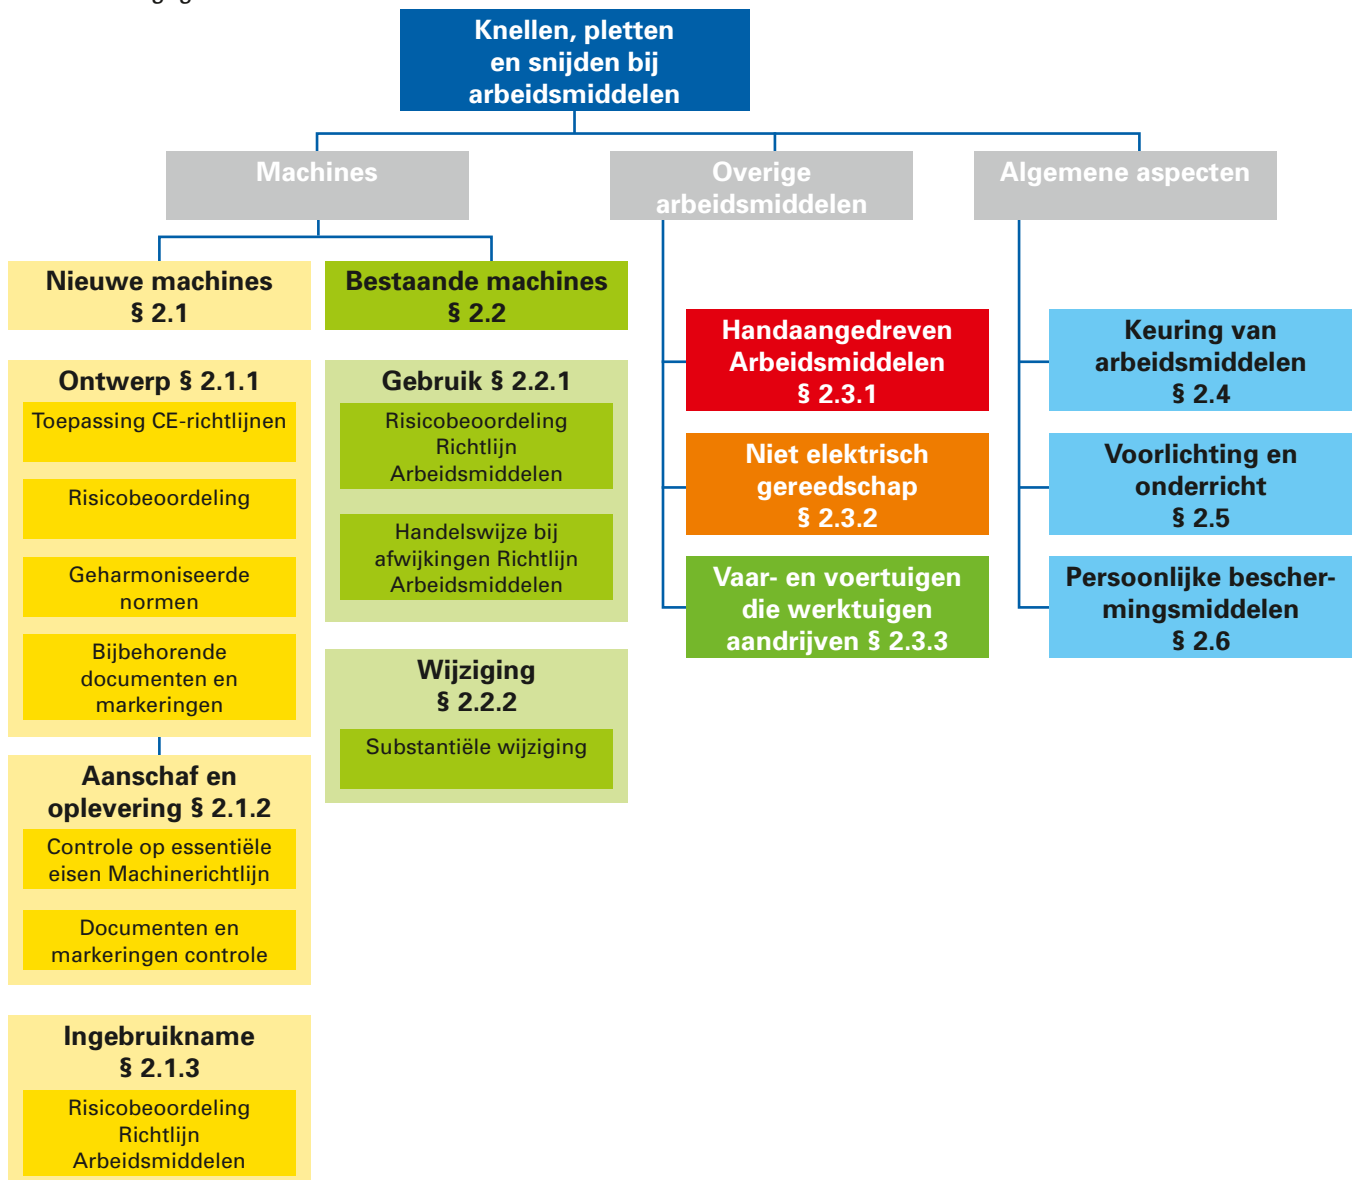 Knellen, pletten
en snijden bij
arbeidsmiddelen
Machines
Overige
arbeidsmiddelen
Algemene aspecten
Nieuwe machines
§ 2.1
Ontwerp § 2.1.1
Toepassing CE-richtlijnen
Risicobeoordeling
Geharmoniseerde
normen
Bijbehorende
documenten en
markeringen
Aanschaf en
oplevering § 2.1.2
Controle op essentiële
eisen Machinerichtlijn
Documenten en
markeringen controle
Ingebruikname
§ 2.1.3
Risicobeoordeling
Richtlijn
Arbeidsmiddelen
Bestaande machines
§ 2.2
Gebruik § 2.2.1
Risicobeoordeling
Richtlijn
Arbeidsmiddelen
Handelswijze bij
afwijkingen Richtlijn
Arbeidsmiddelen
Wijziging
§ 2.2.2
Substantiële wijziging
Handaangedreven
Arbeidsmiddelen
§ 2.3.1
Niet elektrisch
gereedschap
§ 2.3.2
Vaar- en voertuigen
die werktuigen
aandrijven § 2.3.3
Keuring van
arbeidsmiddelen
§ 2.4
Voorlichting en
onderricht
§ 2.5
Persoonlijke bescher-
mingsmiddelen
§ 2.6